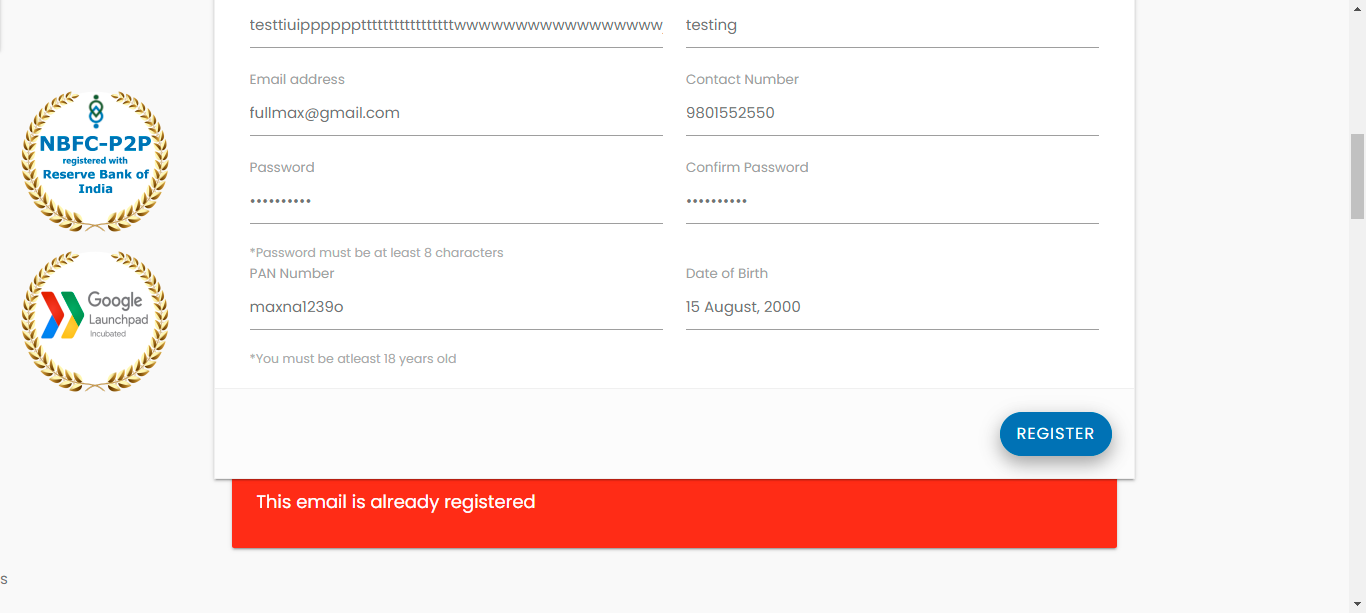 testing
Email address
Contact Number
fullmax@gmail.com
9801552550
Password
Confirm Password
*Password must be at least 8 characters
PAN Number
Date of Birth
maxna1239o
15 August, 2000
*You must be atleast 18 years old
REGISTER
This email is already registered
NBFC-P2P
registered with
Reserve Bank of
India
Google
Launchpad
Incubated
s